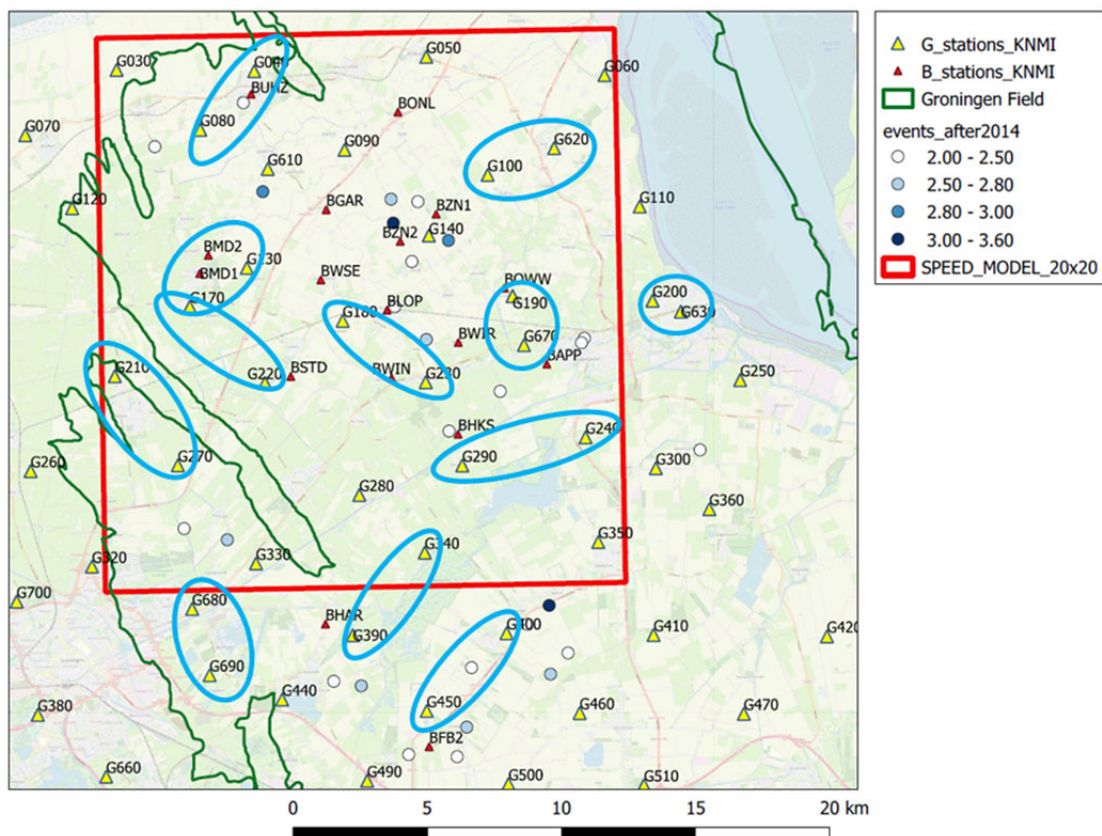 G030
G040
G050
G060
BUHZ
BONL
G070
G080
G090
G620
G610
G100
G120
BGAR
BZN1
G110
BZN2
G140
BMD2
G130
BMD1
BWSE
BOWW
G170
BLOP
G190
G200
G180
G630
BWIR
G670
G210
G220
BSTD
BWIN
G230
BAPP
G250
BHKS
G240
G260
G270
G290
G300
G280
G360
G320
G330
G340
G350
G700
G680
BHAR
G390
G400
G410
G420
G690
G440
G450
G460
G470
G380
BFB2
G660
G490
G500
G510
0 5 10 15 20 km
G_stations_KNMI
B_stations_KNMI
Groningen Field
events_after2014
2.00 - 2.50
2.50 - 2.80
2.80 - 3.00
3.00 - 3.60
SPEED_MODEL_20x20